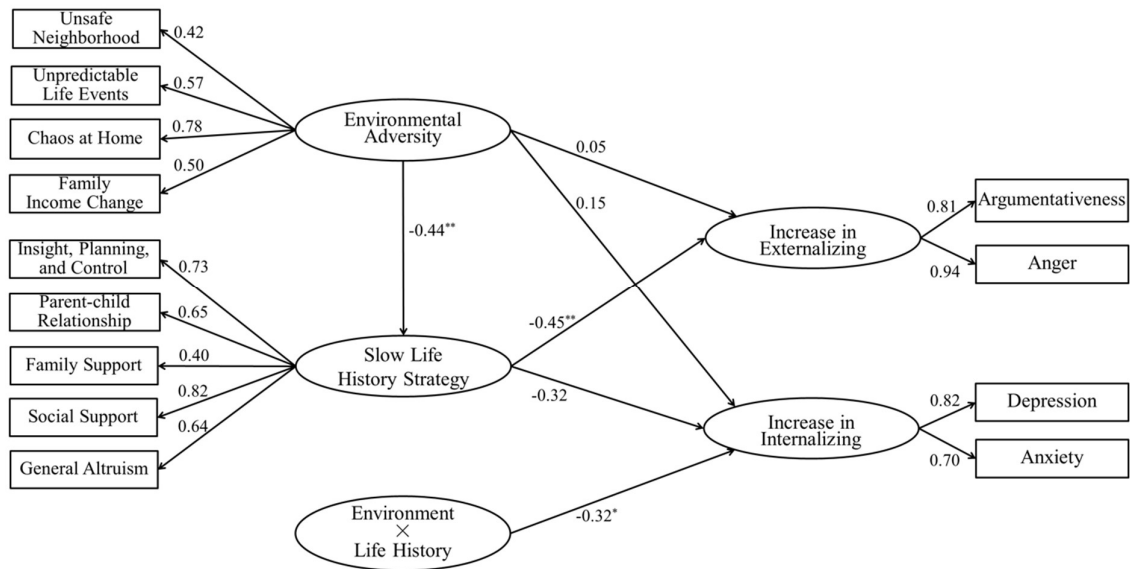 Unsafe
Neighborhood
0.42
Unpredictable
Life Events
0.57
Chaos at Home
0.78
Family
Income Change
0.50
Environmental
Adversity
0.05
0.15
-0.44**
Insight, Planning,
and Control
0.73
Parent-child
Relationship
0.65
Family Support
0.40
Social Support
0.82
General Altruism
0.64
Slow Life
History Strategy
-0.45**
-0.32
Environment
×
Life History
-0.32*
Increase in
Externalizing
0.81
Argumentativeness
0.94
Anger
Increase in
Internalizing
0.82
Depression
0.70
Anxiety